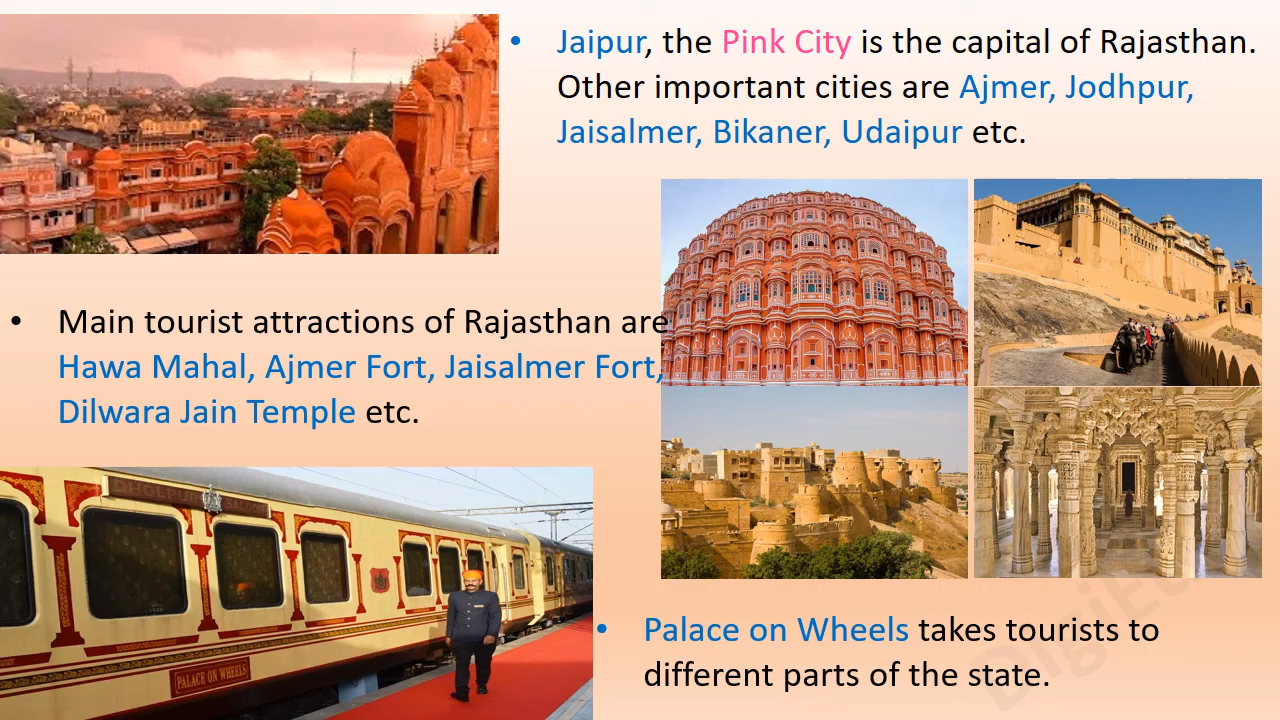 • Jaipur, the Pink City is the capital of Rajasthan.
Other important cities are Ajmer, Jodhpur,
Jaisalmer, Bikaner, Udaipur etc.
• Main tourist attractions of Rajasthan are
Hawa Mahal, Ajmer Fort, Jaisalmer Fort,
Dilwara Jain Temple etc.
DHOLPUR SALOON
PALACE ON WHEELS
• Palace on Wheels takes tourists to
different parts of the state.